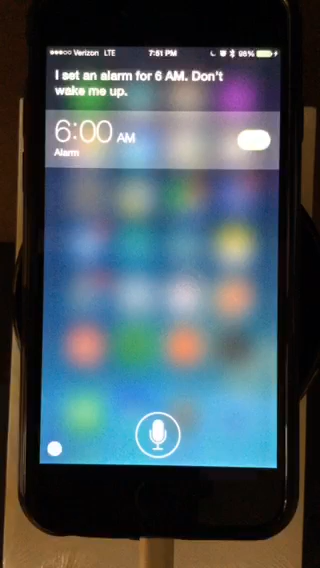 Verizon LTE 7:51 PM 98%
I set an alarm for 6 AM. Don't
wake me up.
6:00 AM
Alarm